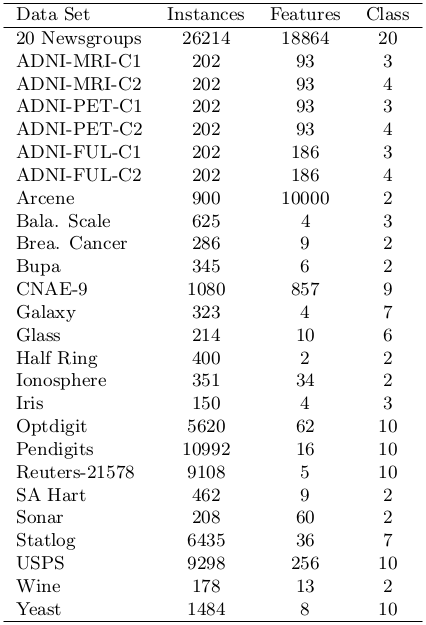 Data Set Instances Features Class
20 Newsgroups 26214 18864 20
ADNI-MRI-C1 202 93 3
ADNI-MRI-C2 202 93 4
ADNI-PET-C1 202 93 3
ADNI-PET-C2 202 93 4
ADNI-FUL-C1 202 186 3
ADNI-FUL-C2 202 186 4
Arcene 900 10000 2
Bala. Scale 625 4 3
Brea. Cancer 286 9 2
Bupa 345 6 2
CNAE-9 1080 857 9
Galaxy 323 4 7
Glass 214 10 6
Half Ring 400 2 2
Ionosphere 351 34 2
Iris 150 4 3
Optdigit 5620 62 10
Pendigits 10992 16 10
Reuters-21578 9108 5 10
SA Hart 462 9 2
Sonar 208 60 2
Statlog 6435 36 7
USPS 9298 256 10
Wine 178 13 2
Yeast 1484 8 10